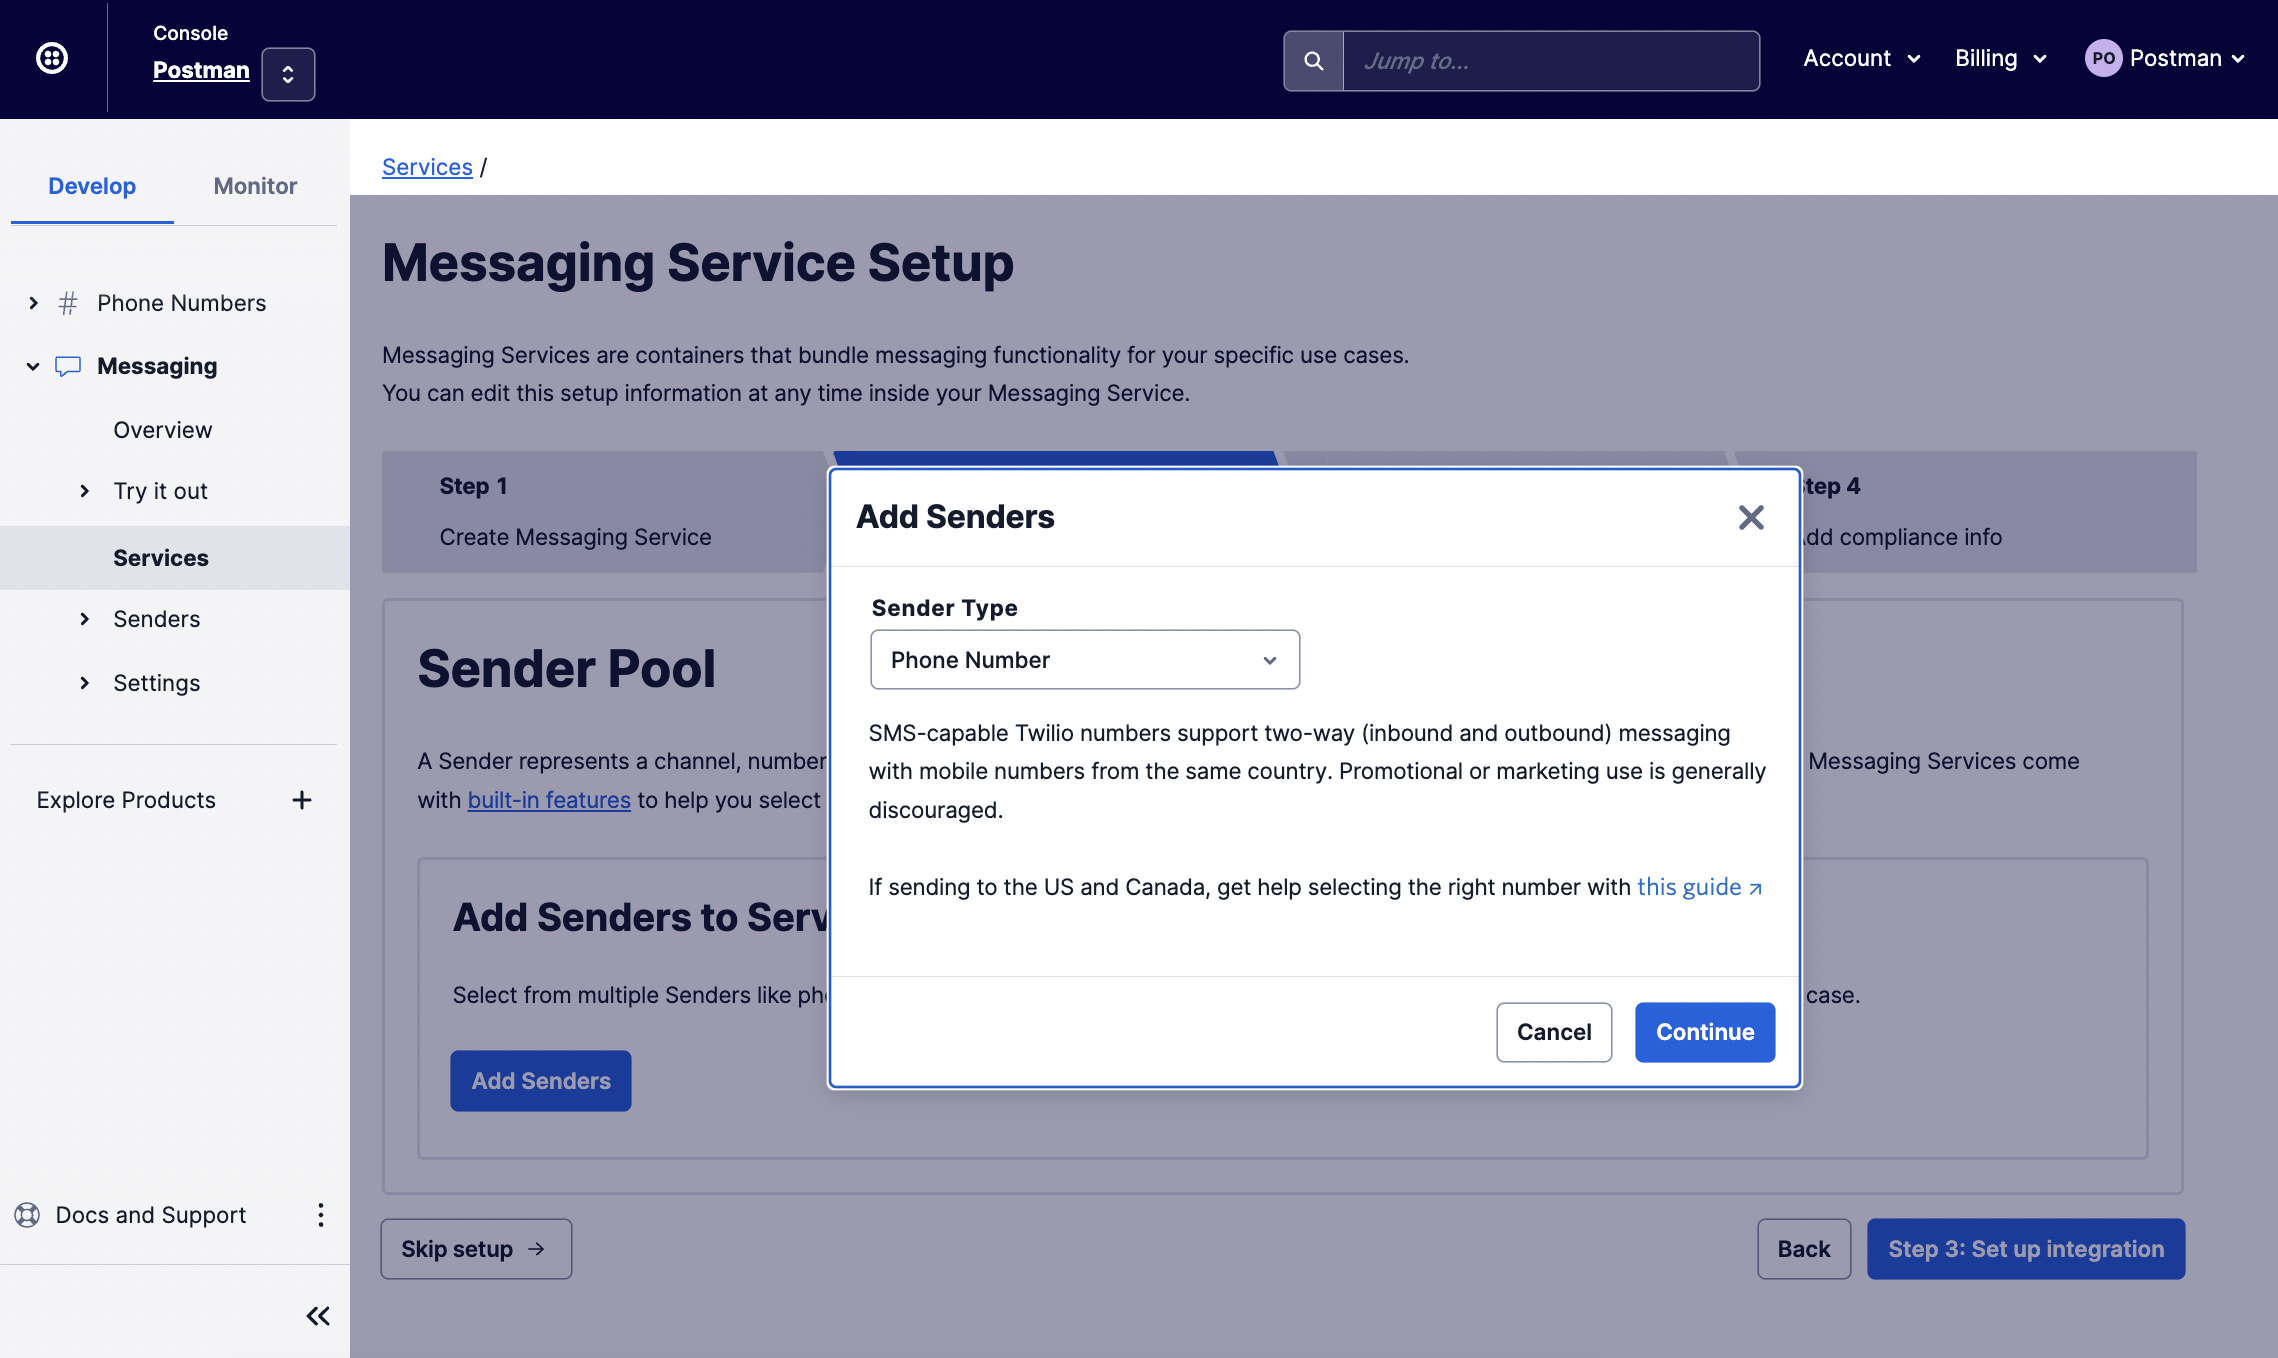 Console
Postman
Jump to...
Account
Billing
PO
Postman
Develop
Monitor
Phone Numbers
Messaging
Overview
Try it out
Services
Senders
Settings
Explore Products
Docs and Support
Services /
Messaging Service Setup
Messaging Services are containers that bundle messaging functionality for your specific use cases.
You can edit this setup information at any time inside your Messaging Service.
Step 1
Create Messaging Service
Step 4
Add compliance info
Sender Pool
A Sender represents a channel, number
Messaging Services come
with built-in features to help you select
Add Senders to Serv
Select from multiple Senders like pho
case.
Add Senders
Add Senders
Sender Type
Phone Number
SMS-capable Twilio numbers support two-way (inbound and outbound) messaging
with mobile numbers from the same country. Promotional or marketing use is generally
discouraged.
If sending to the US and Canada, get help selecting the right number with this guide
Cancel
Continue
Skip setup
Back
Step 3: Set up integration